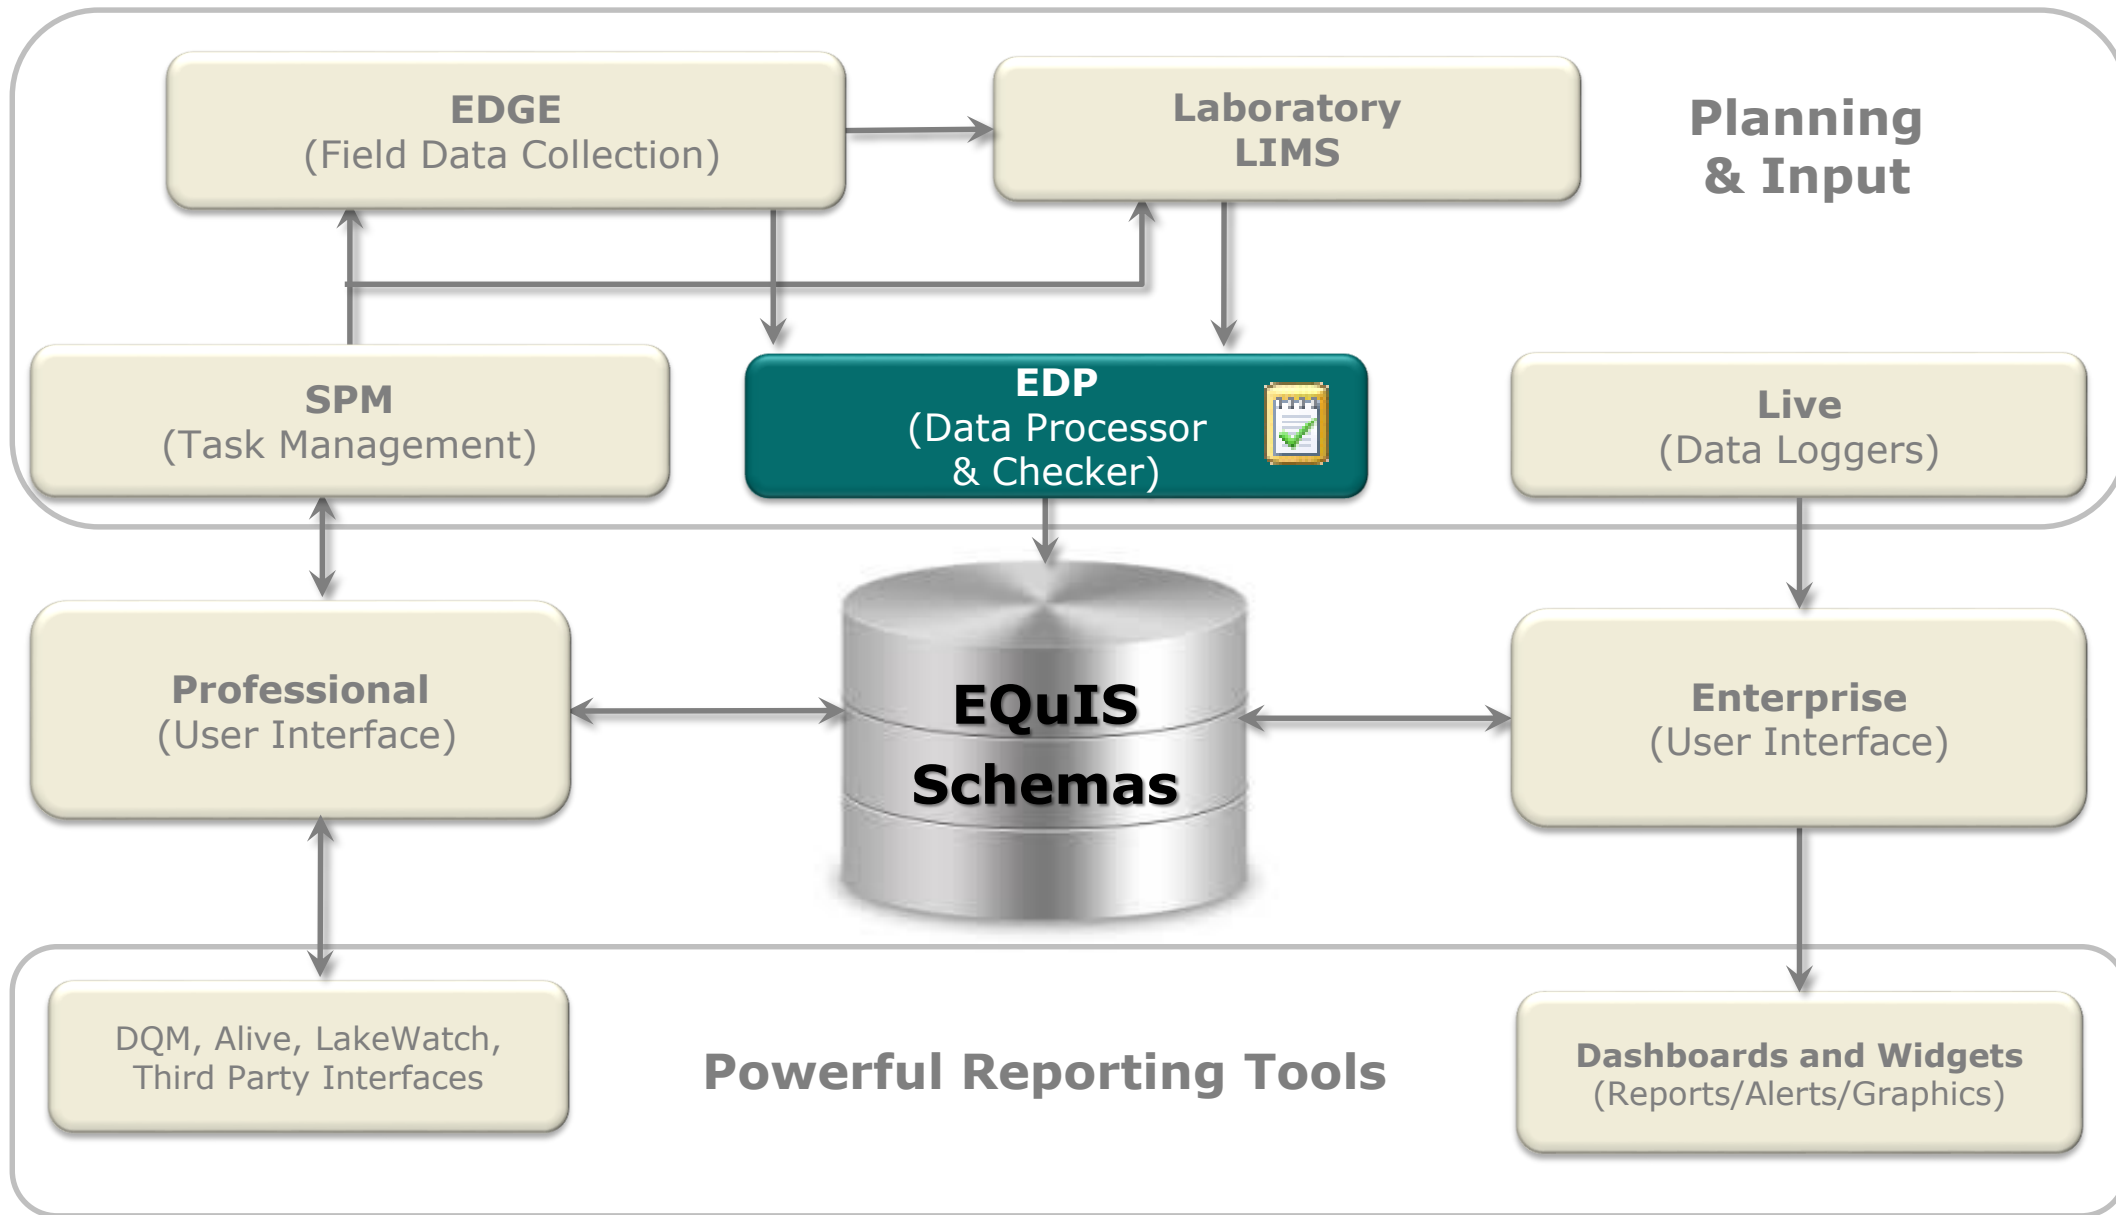 EDGE
(Field Data Collection)
Laboratory
LIMS
Planning
& Input
SPM
(Task Management)
EDP
(Data Processor
& Checker)
Live
(Data Loggers)
Professional
(User Interface)
EQuIS
Schemas
Enterprise
(User Interface)
DQM, Alive, LakeWatch,
Third Party Interfaces
Powerful Reporting Tools
Dashboards and Widgets
(Reports/Alerts/Graphics)